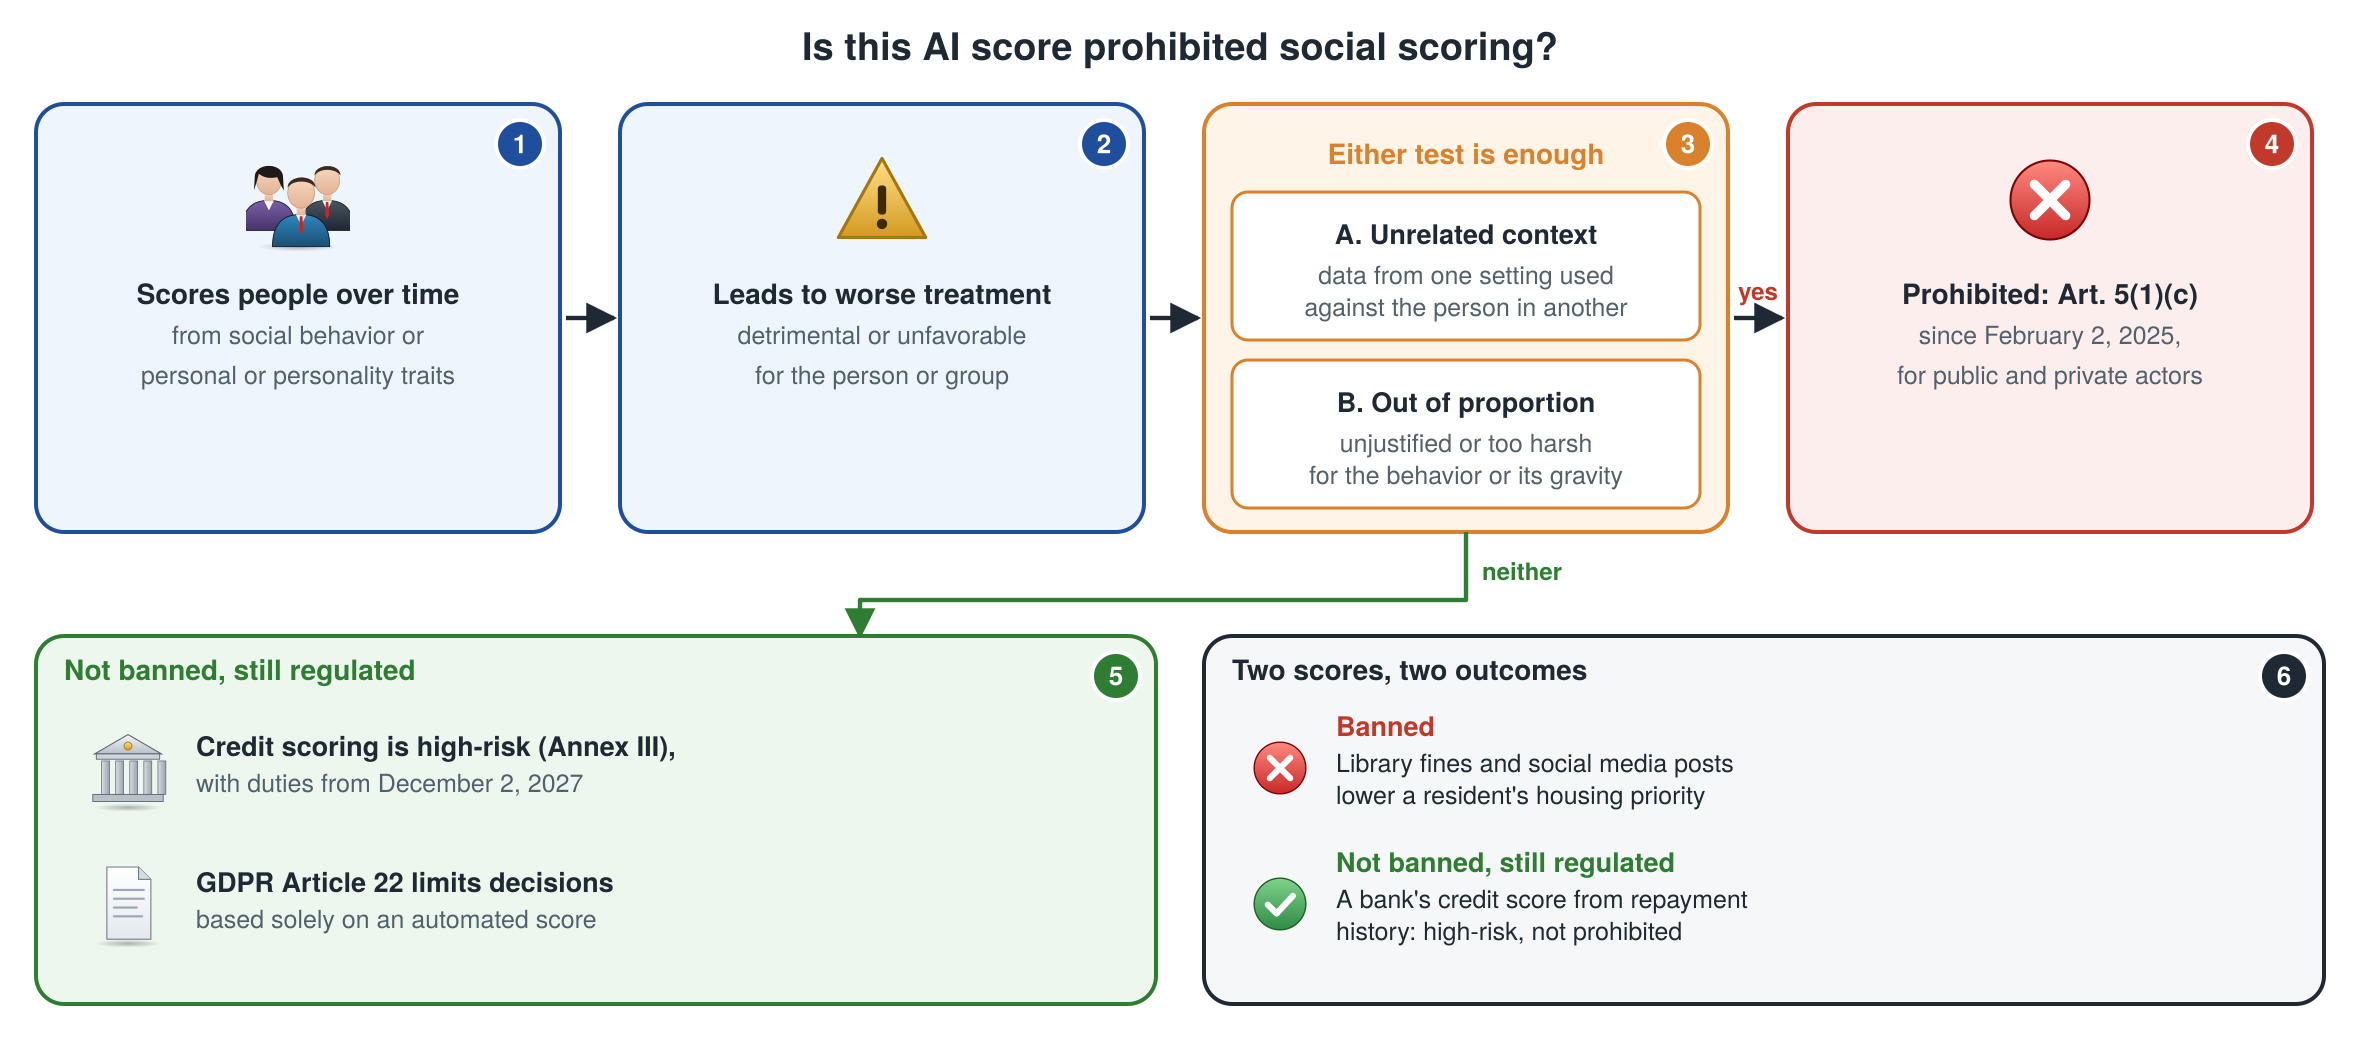 Is this AI score prohibited social scoring?
1
Scores people over time
from social behavior or
personal or personality traits
2
Leads to worse treatment
detrimental or unfavorable
for the person or group
3
Either test is enough
A. Unrelated context
data from one setting used
against the person in another
B. Out of proportion
unjustified or too harsh
for the behavior or its gravity
yes
4
Prohibited: Art. 5(1)(c)
since February 2, 2025,
for public and private actors
neither
Not banned, still regulated
5
Credit scoring is high-risk (Annex III),
with duties from December 2, 2027
GDPR Article 22 limits decisions
based solely on an automated score
Two scores, two outcomes
6
Banned
Library fines and social media posts
lower a resident's housing priority
Not banned, still regulated
A bank's credit score from repayment
history: high-risk, not prohibited